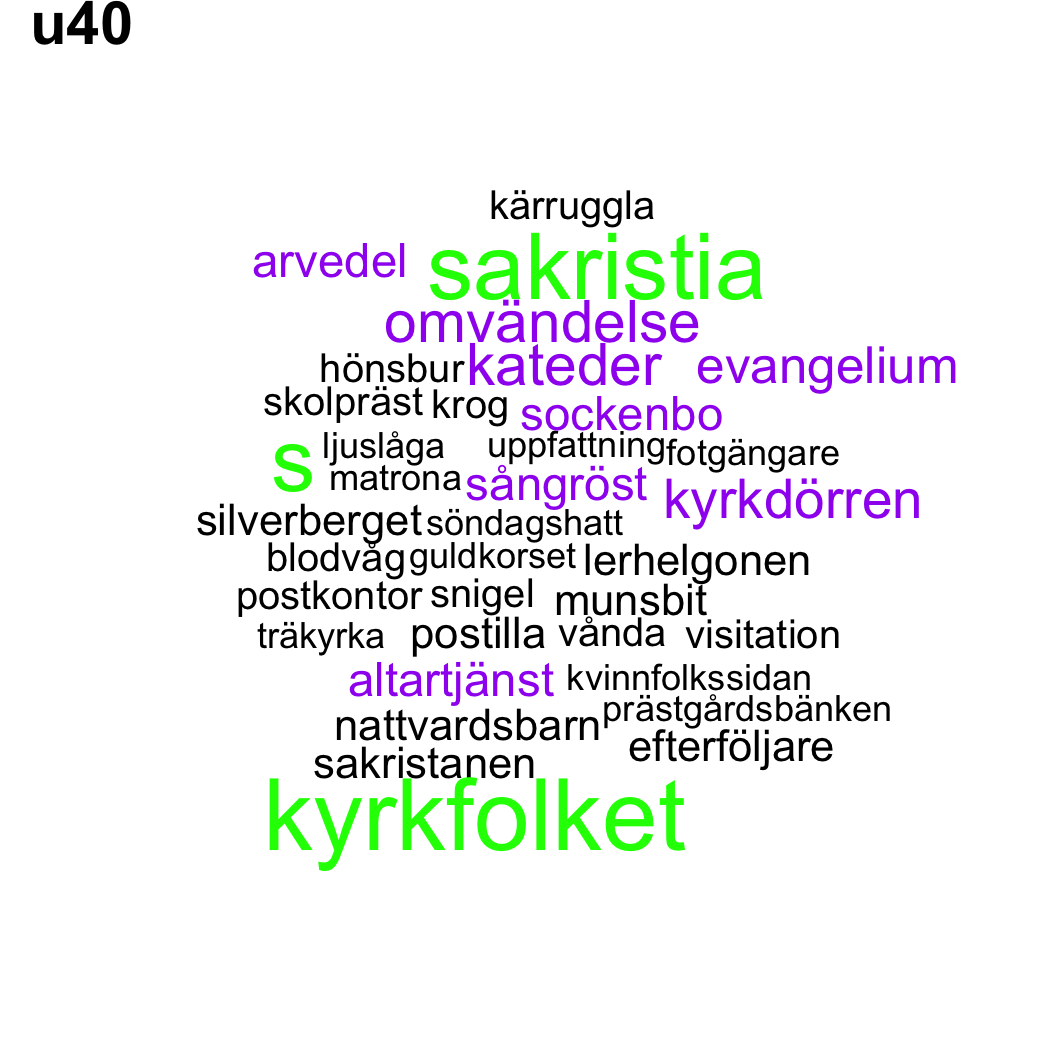 u40
kärruggla
arvedel sakristia
omvändelse
hönsbur kateder evangelium
skolpräst krog sockenbo
s ljuslåga uppfattning fotgängare
matrona sångröst kyrkdörren
silverberget söndagshatt
blodvåg guldkorset lerhelgonen
postkontor snigel munsbit
träkyrka postilla vånda visitation
altartjänst kvinnfolkssidan
nattvardsbarn prästgårdsbänken
sakristanen efterföljare
kyrkfolket